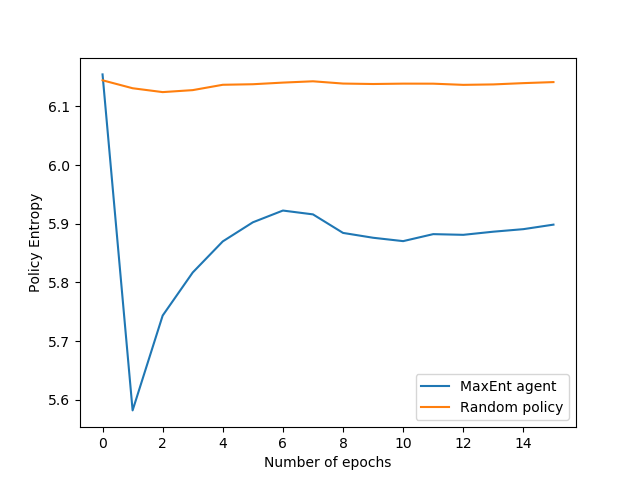 Policy Entropy
6.1
6.0
5.9
5.8
5.7
5.6
0 2 4 6 8 10 12 14
Number of epochs
MaxEnt agent
Random policy